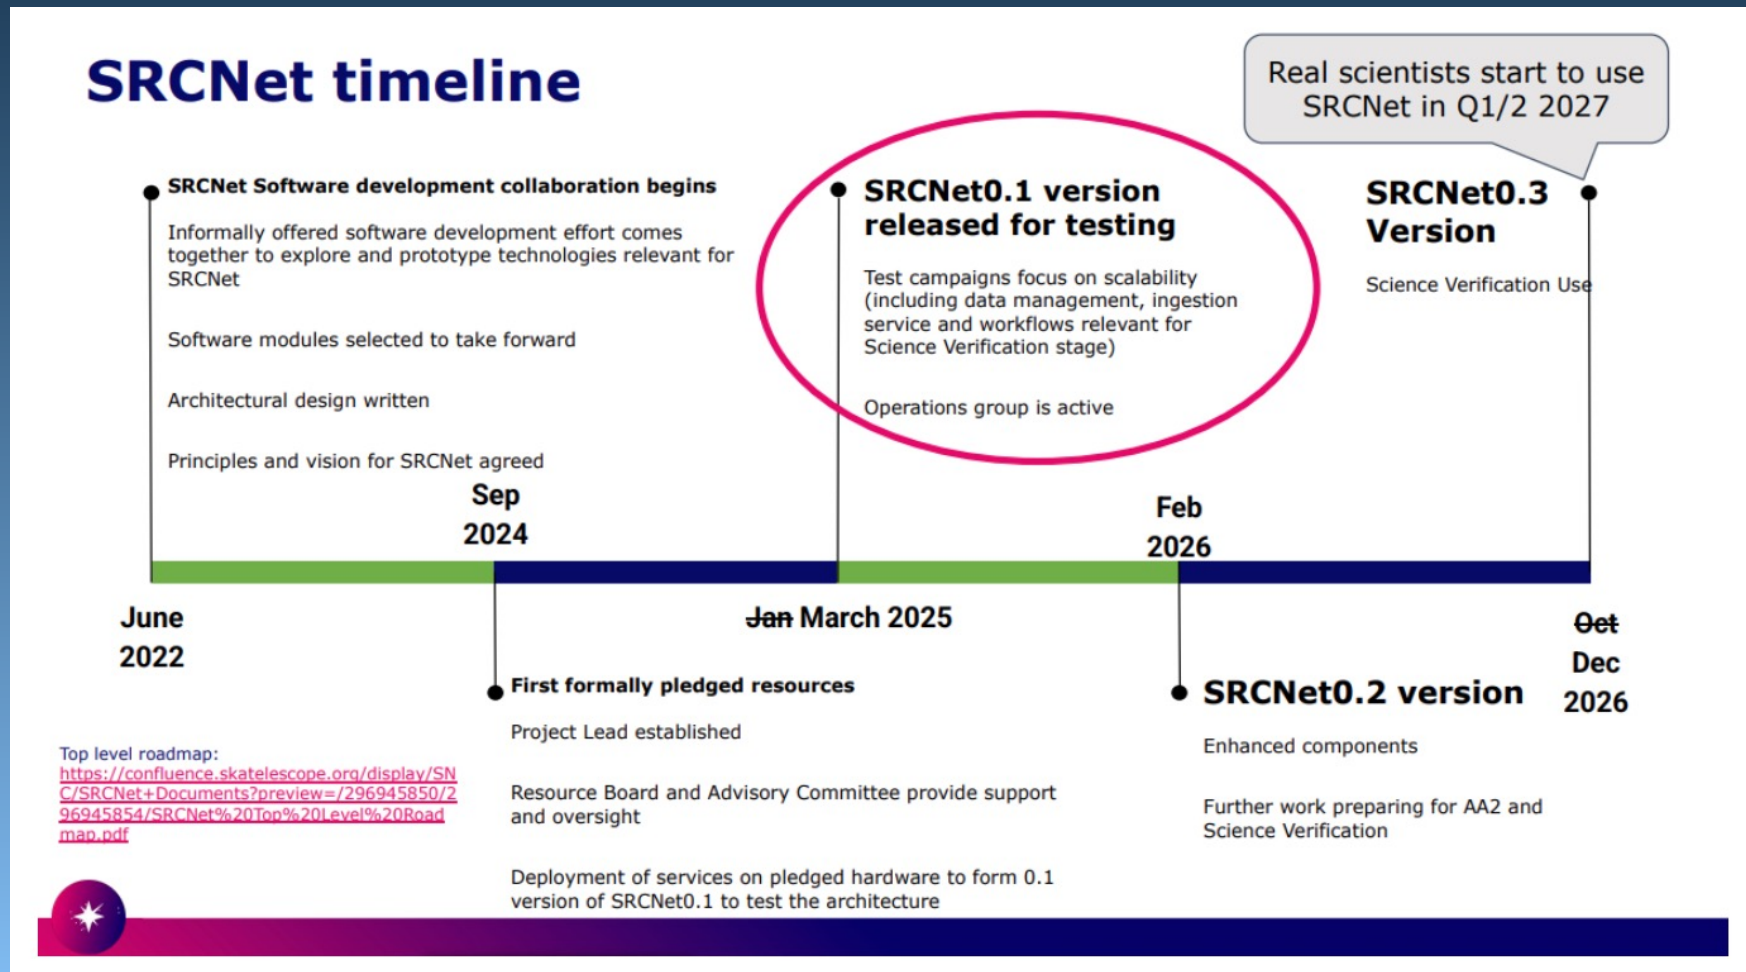 SRCNet timeline
Real scientists start to use
SRCNet in Q1/2 2027
SRCNet Software development collaboration begins
Informally offered software development effort comes
together to explore and prototype technologies relevant for
SRCNet
Software modules selected to take forward
Architectural design written
Principles and vision for SRCNet agreed
SRCNet0.1 version
released for testing
Test campaigns focus on scalability
(including data management, ingestion
service and workflows relevant for
Science Verification stage)
Operations group is active
SRCNet0.3
Version
Science Verification Use
Sep
2024
Feb
2026
June
2022
Jan March 2025
Oct
Dec
2026
First formally pledged resources
Project Lead established
Resource Board and Advisory Committee provide support
and oversight
Deployment of services on pledged hardware to form 0.1
version of SRCNet0.1 to test the architecture
SRCNet0.2 version
Enhanced components
Further work preparing for AA2 and
Science Verification
Top level roadmap:
https://confluence.skatelescope.org/display/SN
C/SRCNet+Documents?preview=/296945850/2
96945854/SRCNet%20Top%20Level%20Road
map.pdf